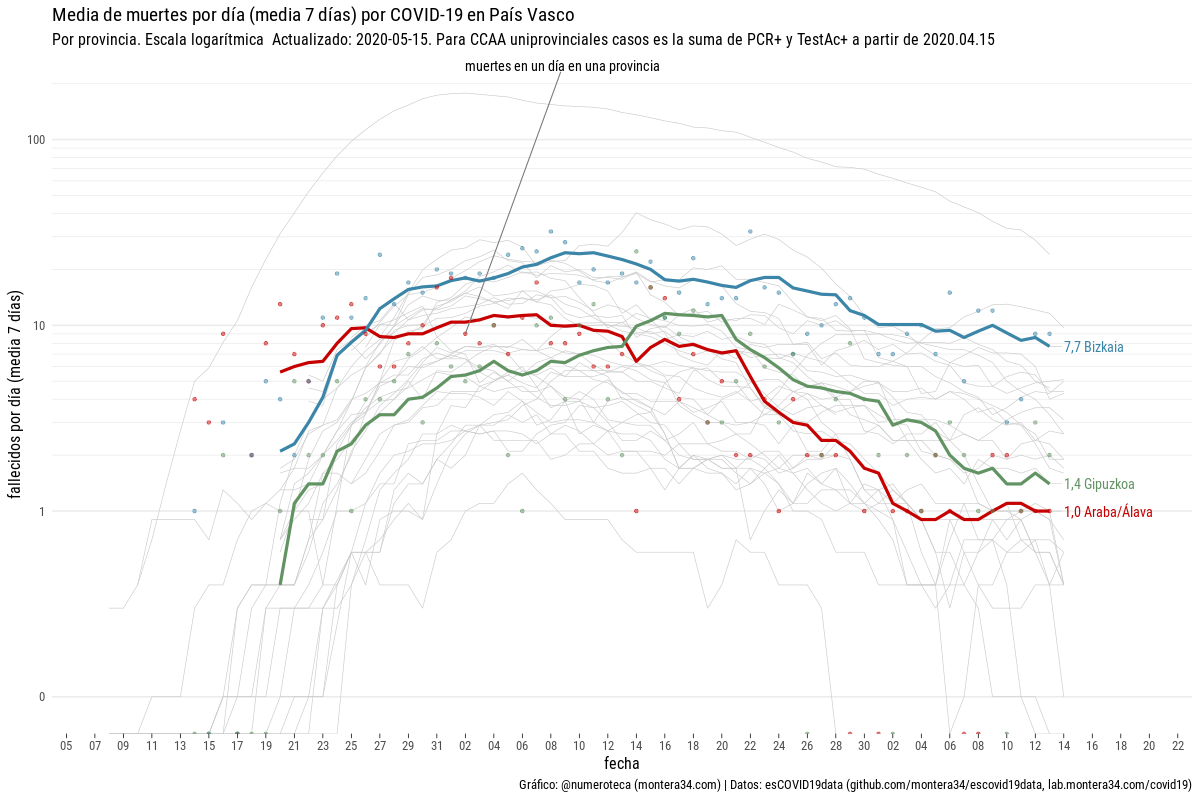 Media de muertes por día (media 7 días) por COVID-19 en País Vasco
Por provincia. Escala logarítmica  Actualizado: 2020-05-15. Para CCAA uniprovinciales casos es la suma de PCR+ y TestAc+ a partir de 2020.04.15
muertes en un día en una provincia
fallecidos por día (media  7 días)
100
10
1
0
7,7 Bizkaia
1,4 Gipuzkoa
1,0 Araba/Álava
05 07 09 11 13 15 17 19 21 23 25 27 29 31 02 04 06 08 10 12 14 16 18 20 22 24 26 28 30 02 04 06 08 10 12 14 16 18 20 22
fecha
Gráfico: @numeroteca (montera34.com) | Datos: esCOVID19data (github.com/montera34/escovid19data, lab.montera34.com/covid19)